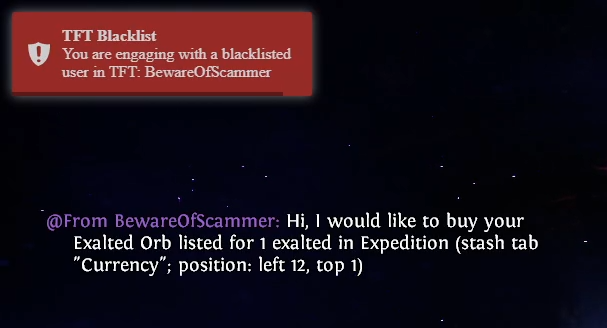 TFT Blacklist
You are engaging with a blacklisted
user in TFT: BewareOfScammer
@From BewareOfScammer: Hi, I would like to buy your
Exalted Orb listed for 1 exalted in Expedition (stash tab
"Currency"; position: left 12, top 1)